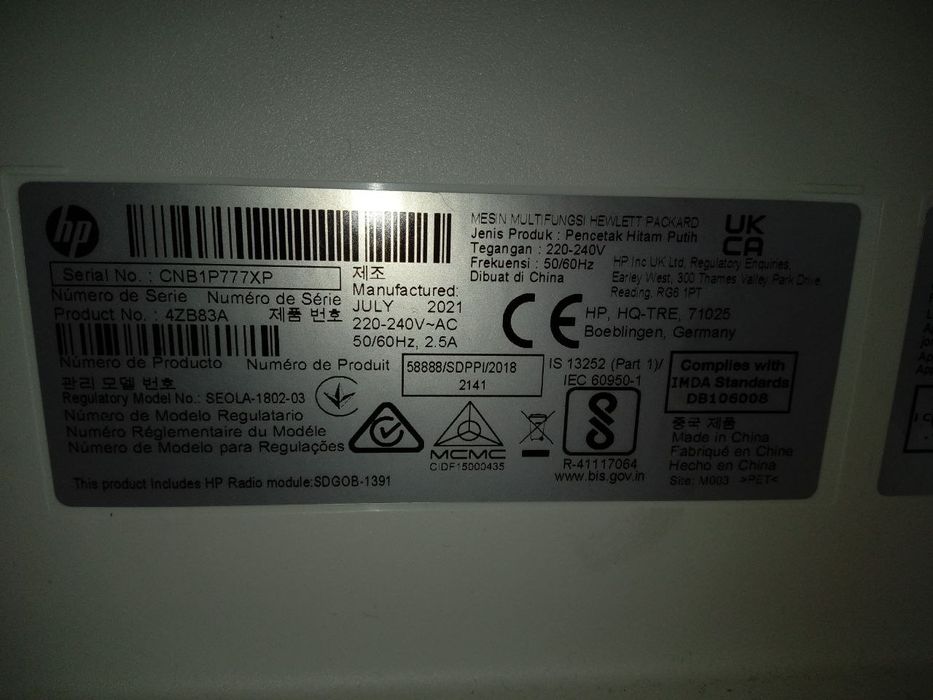 hp
Serial No. : CNB1P777XP
Número de Serie Numéro de Série
Product No. : 4ZB83A 제품 번호
Número de Producto Numéro de Produit
관리 모델 번호
Regulatory Model No.: SEOLA-1802-03
Número de Modelo Regulatario
Numéro Réglementaire du Modéle
Número de Modelo para Regulações
This product Includes HP Radio module:SDGOB-1391
제조
Manufactured:
JULY 2021
220-240V~AC
50/60Hz, 2.5A
58888/SDPPI/2018
2141
MCMC
CIDF15000435
MESIN MULTIFUNGSI HEWLETT PACKARD
Jenis Produk : Pencetak Hitam Putih
Tegangan : 220-240V
Frekuensi : 50/60Hz
Dibuat di China
UK
CA
HP Inc UK Ltd, Regulatory Enquiries,
Earley West, 300 Thames Valley Park Drive,
Reading, RG6 1PT
CE
HP, HQ-TRE, 71025
Boeblingen, Germany
IS 13252 (Part 1)/
IEC 60950-1
R-41117064
www.bis.gov.in
Complies with
IMDA Standards
DB106008
중국 제품
Made in China
Fabriqué en Chine
Hecho en China
Site: M003 >PET<